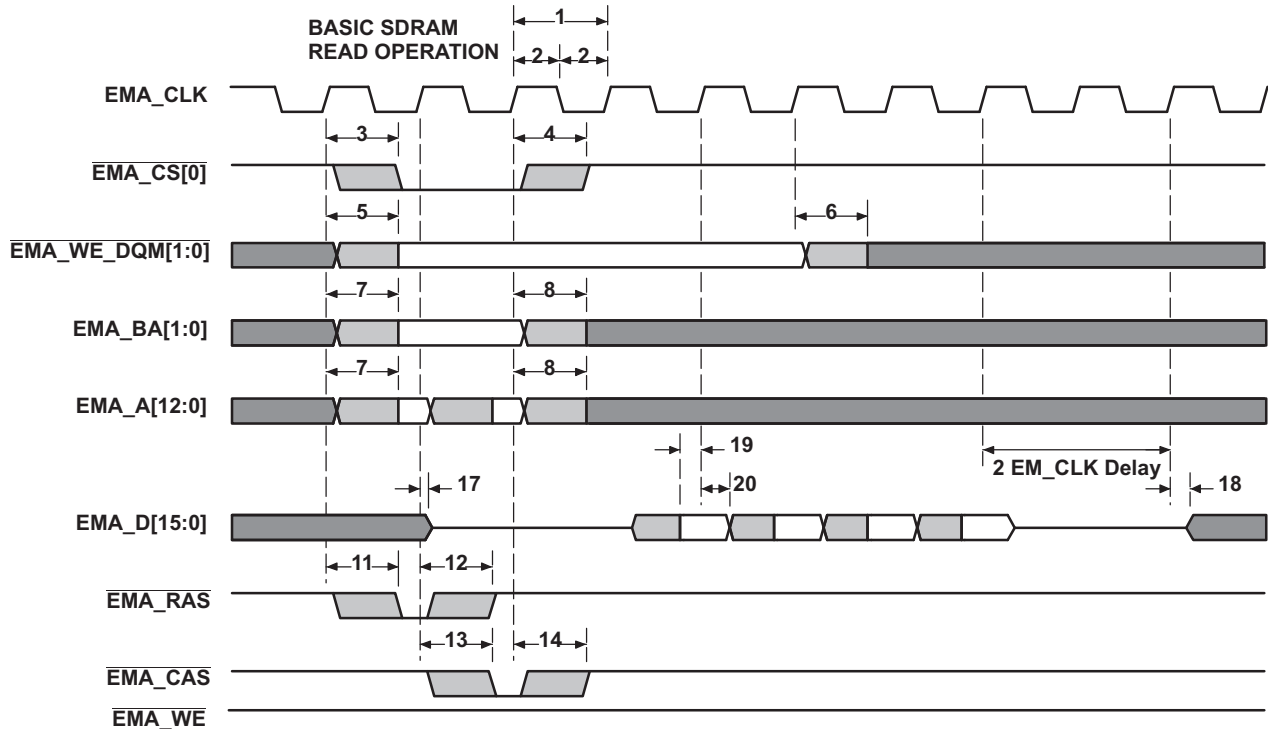 BASIC SDRAM
READ OPERATION
1
2 2
EMA_CLK
3 4
EMA_CS[0]
5 6
EMA_WE_DQM[1:0]
7 8
EMA_BA[1:0]
7 8
EMA_A[12:0]
19
2 EM_CLK Delay
17 20 18
EMA_D[15:0]
11 12
EMA_RAS
13 14
EMA_CAS
EMA_WE